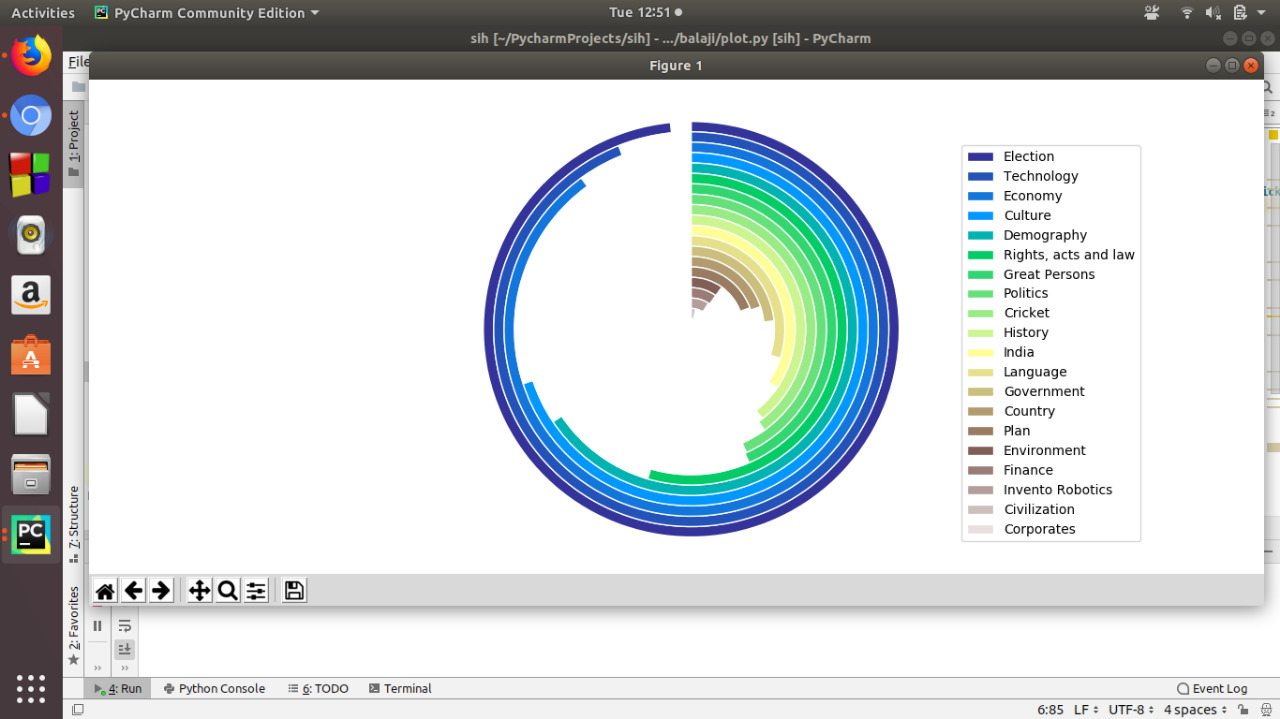 Activities PyCharm Community Edition Tue 12:51
sih [~/PycharmProjects/sih] - .../balaji/plot.py [sih] - PyCharm
File
Figure 1
1: Project
Election
Technology
Economy
Culture
Demography
Rights, acts and law
Great Persons
Politics
Cricket
History
India
Language
Government
Country
Plan
Environment
Finance
Invento Robotics
Civilization
Corporates
7: Structure
2: Favorites
4: Run Python Console 6: TODO Terminal Event Log
6:85 LF UTF-8 4 spaces